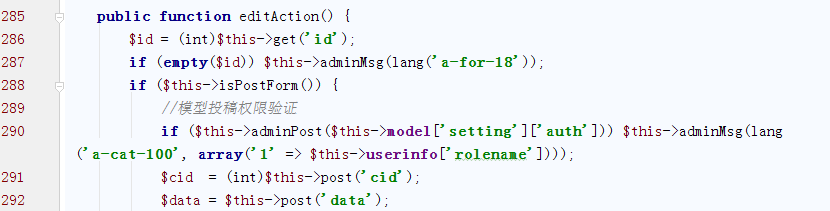 285 public function editAction() {
286 $id = (int)$this->get('id');
287 if (empty($id)) $this->adminMsg(lang('a-for-18'));
288 if ($this->isPostForm()) {
289 //模型投稿权限验证
290 if ($this->adminPost($this->model['setting']['auth'])) $this->adminMsg(lang
('a-cat-100', array('1' => $this->userinfo['rolename'])));
291 $cid = (int)$this->post('cid');
292 $data = $this->post('data');